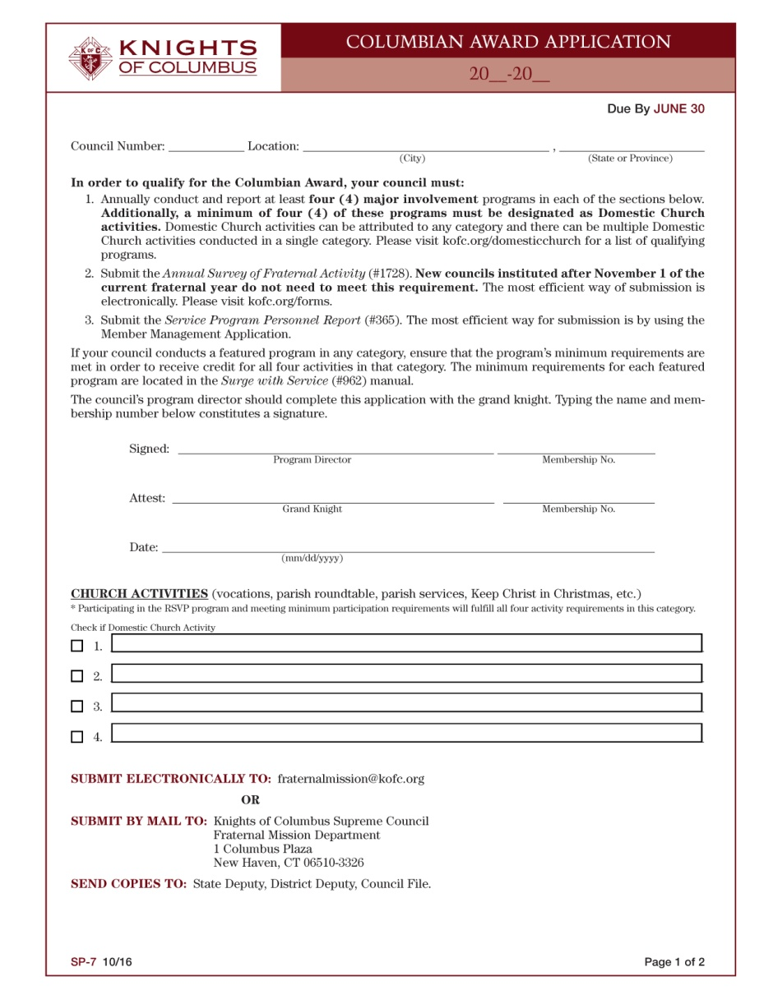 K OF C
KNIGHTS
OF COLUMBUS
COLUMBIAN AWARD APPLICATION
20__-20__
Due By JUNE 30
Council Number: ____________ Location: ________________________________________ , ________________________
(City) (State or Province)
In order to qualify for the Columbian Award, your council must:
1. Annually conduct and report at least four (4) major involvement programs in each of the sections below.
Additionally, a minimum of four (4) of these programs must be designated as Domestic Church
activities. Domestic Church activities can be attributed to any category and there can be multiple Domestic
Church activities conducted in a single category. Please visit kofc.org/domesticchurch for a list of qualifying
programs.
2. Submit the Annual Survey of Fraternal Activity (#1728). New councils instituted after November 1 of the
current fraternal year do not need to meet this requirement. The most efficient way of submission is
electronically. Please visit kofc.org/forms.
3. Submit the Service Program Personnel Report (#365). The most efficient way for submission is by using the
Member Management Application.
If your council conducts a featured program in any category, ensure that the program's minimum requirements are
met in order to receive credit for all four activities in that category. The minimum requirements for each featured
program are located in the Surge with Service (#962) manual.
The council's program director should complete this application with the grand knight. Typing the name and mem-
bership number below constitutes a signature.
Signed: ____________________________________________________ __________________________
Program Director Membership No.
Attest: _____________________________________________________ _________________________
Grand Knight Membership No.
Date: ________________________________________________________________________________
(mm/dd/yyyy)
CHURCH ACTIVITIES (vocations, parish roundtable, parish services, Keep Christ in Christmas, etc.)
* Participating in the RSVP program and meeting minimum participation requirements will fulfill all four activity requirements in this category.
Check if Domestic Church Activity
1.
2.
3.
4.
SUBMIT ELECTRONICALLY TO: fraternalmission@kofc.org
OR
SUBMIT BY MAIL TO: Knights of Columbus Supreme Council
Fraternal Mission Department
1 Columbus Plaza
New Haven, CT 06510-3326
SEND COPIES TO: State Deputy, District Deputy, Council File.
SP-7 10/16
Page 1 of 2